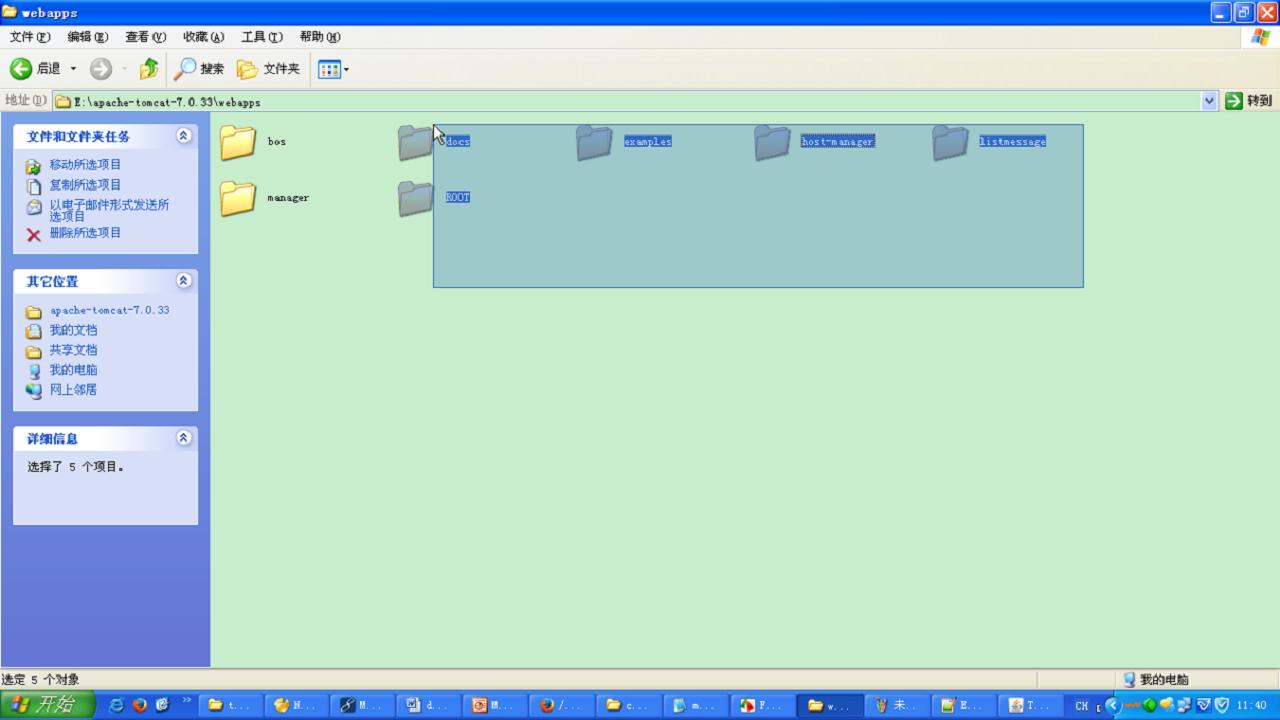 webapps
文件(F) 编辑(E) 查看(V) 收藏(A) 工具(T) 帮助(H)
后退 搜索 文件夹
地址(D) E:\apache-tomcat-7.0.33\webapps 转到
文件和文件夹任务
移动所选项目
复制所选项目
以电子邮件形式发送所
选项目
删除所选项目
其它位置
apache-tomcat-7.0.33
我的文档
共享文档
我的电脑
网上邻居
详细信息
选择了 5 个项目。
bos docs examples host-manager listmessage
manager ROOT
选定 5 个对象 我的电脑
开始 t... N... M... d... M... /... c... m... F... w... 未... E... T... CH 11:40